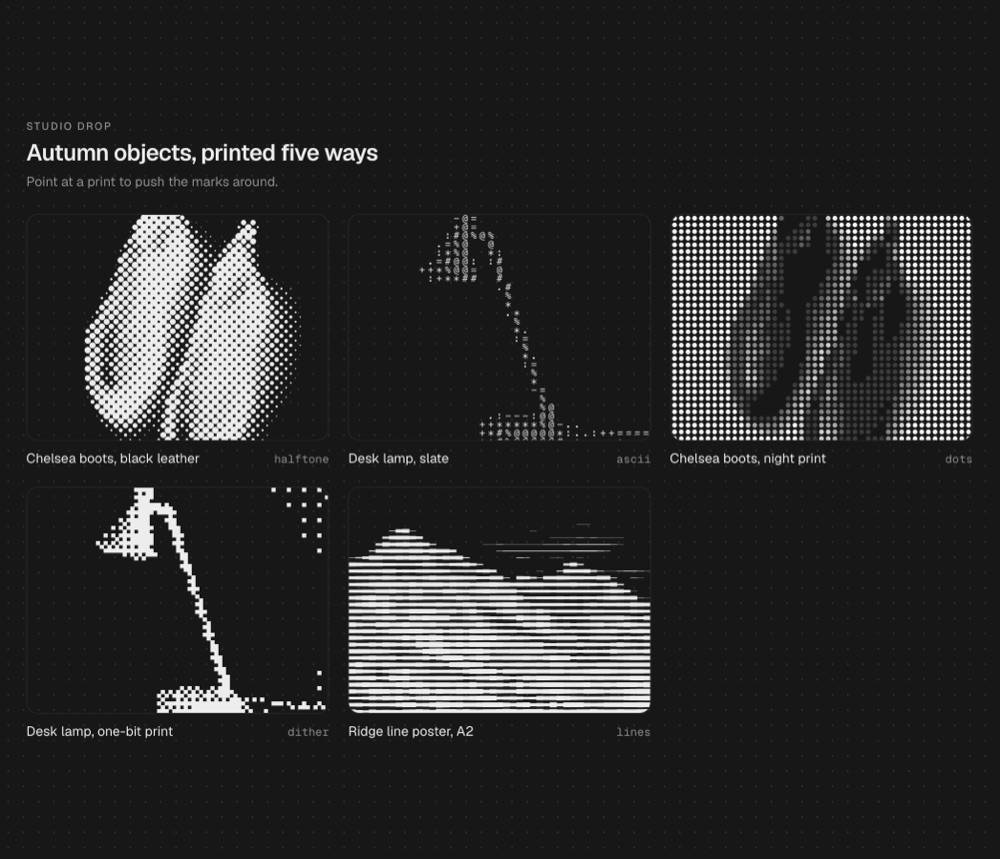 STUDIO DROP
Autumn objects, printed five ways
Point at a print to push the marks around.
Chelsea boots, black leather halftone
Desk lamp, slate ascii
Chelsea boots, night print dots
Desk lamp, one-bit print dither
Ridge line poster, A2 lines